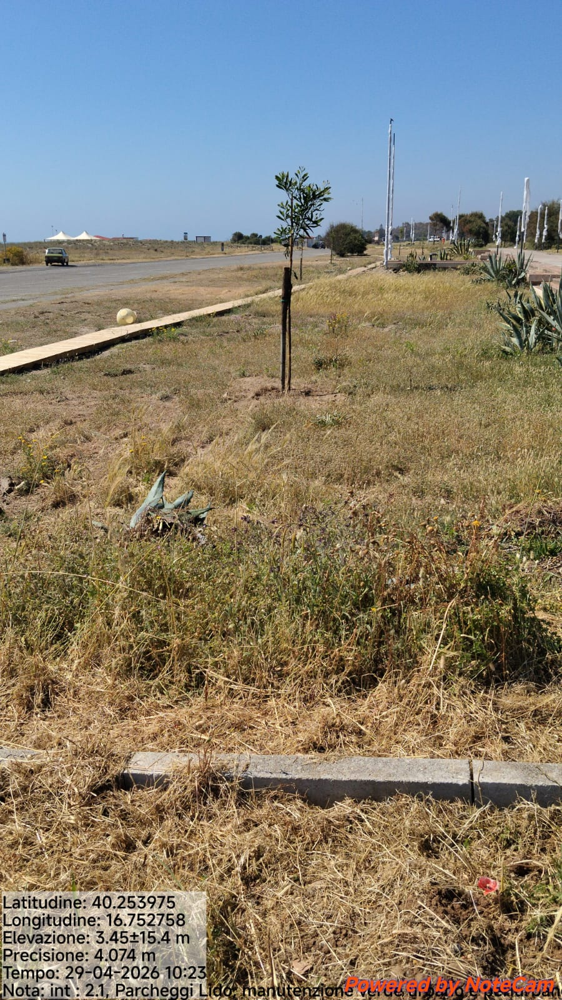 Latitudine: 40.253975
Longitudine: 16.752758
Elevazione: 3.45±15.4 m
Precisione: 4.074 m
Tempo: 29-04-2026 10:23
Nota: int : 2.1, Parcheggi Lido, manutenzione
Powered by NoteCam